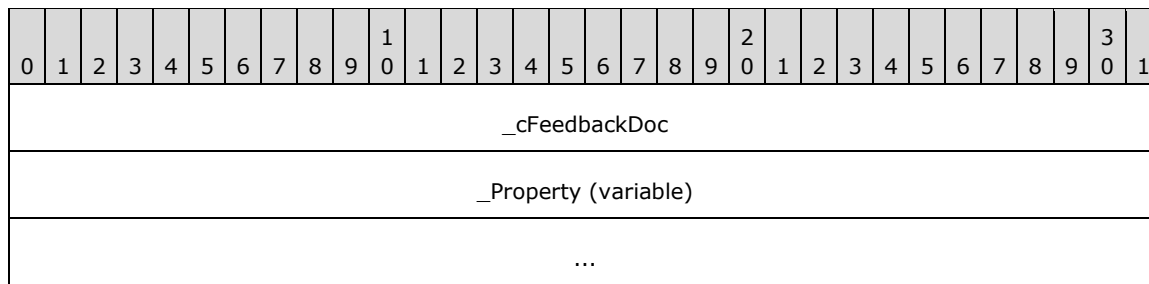 0 1 2 3 4 5 6 7 8 9 1 0 1 2 3 4 5 6 7 8 9 2 0 1 2 3 4 5 6 7 8 9 3 0 1
_cFeedbackDoc
_Property (variable)
...